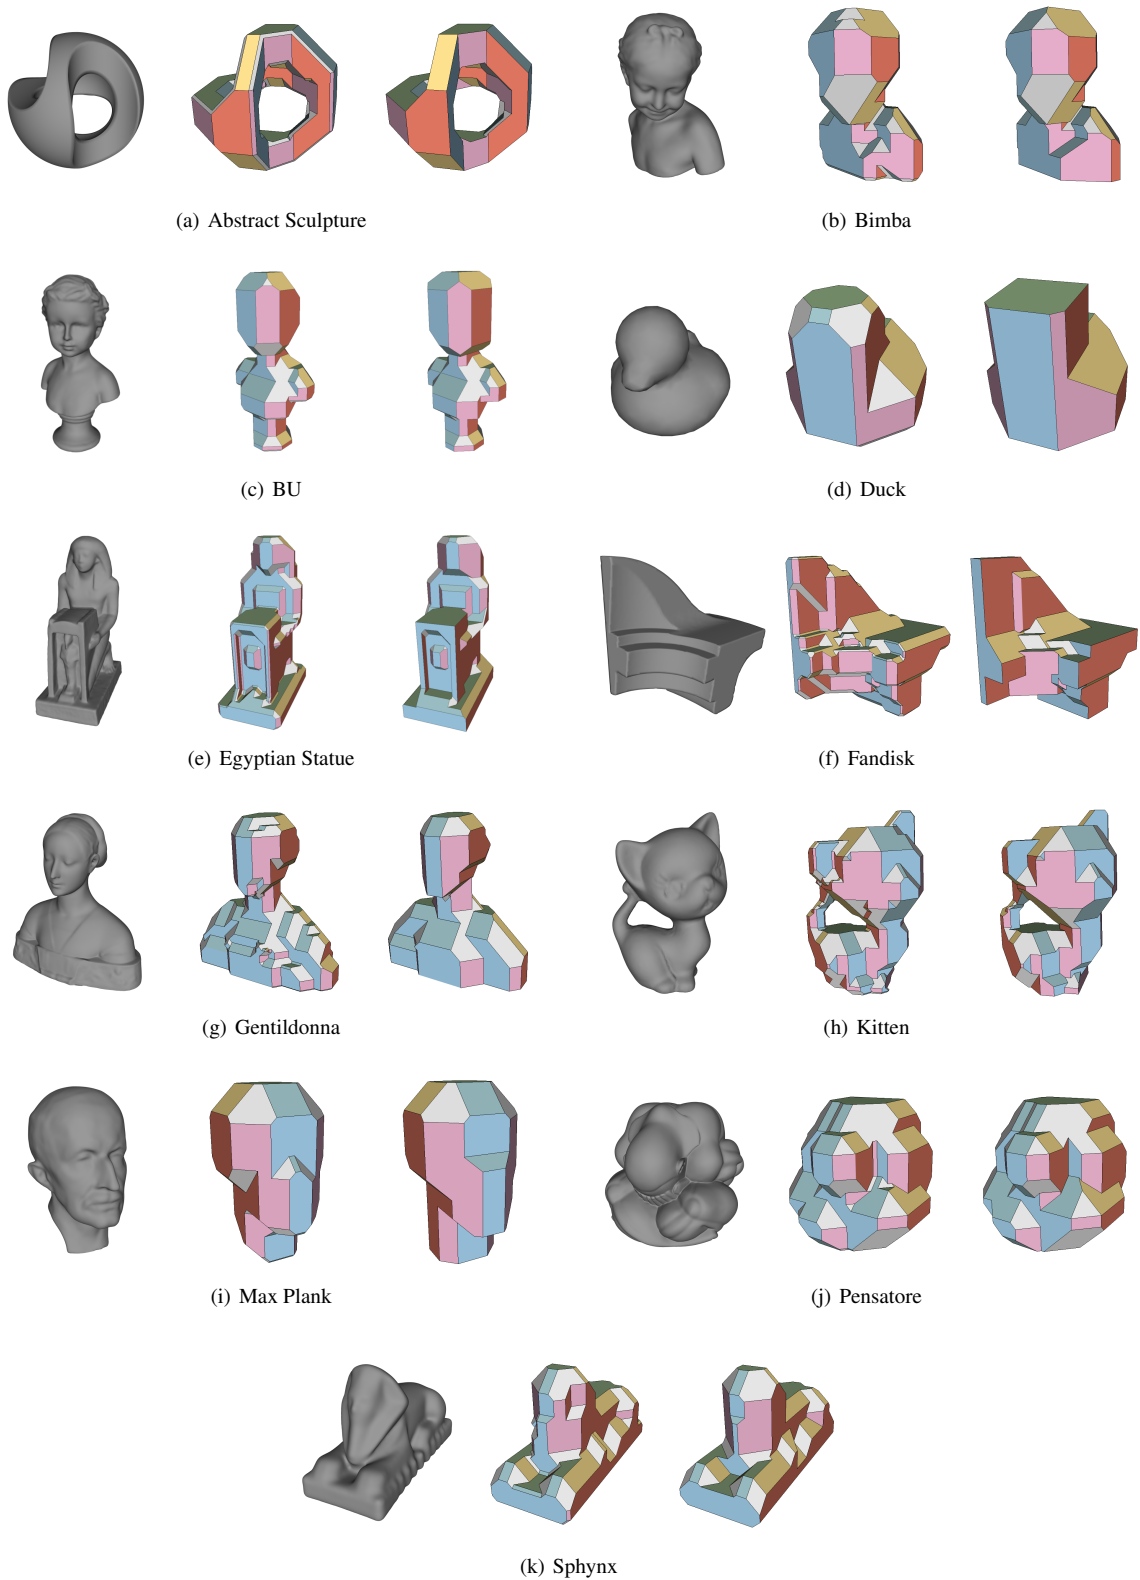 (a) Abstract Sculpture
(b) Bimba
(c) BU
(d) Duck
(e) Egyptian Statue
(f) Fandisk
(g) Gentildonna
(h) Kitten
(i) Max Plank
(j) Pensatore
(k) Sphynx